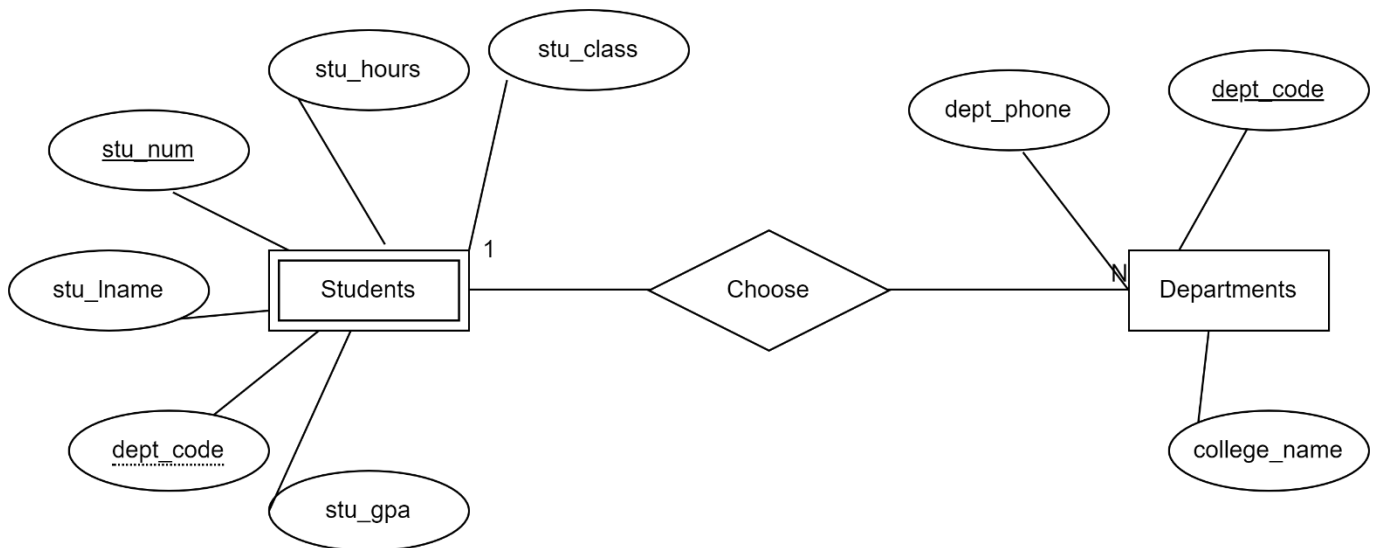 stu_class
stu_hours
dept_code
dept_phone
stu_num
1
N
stu_lname
Students
Choose
Departments
dept_code
college_name
stu_gpa